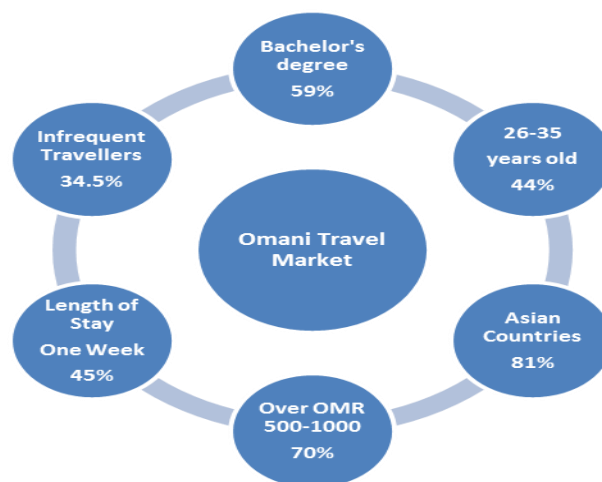 Bachelor's
degree
59%
26-35
years old
44%
Asian
Countries
81%
Over OMR
500-1000
70%
Length of
Stay
One Week
45%
Infrequent
Travellers
34.5%
Omani Travel
Market